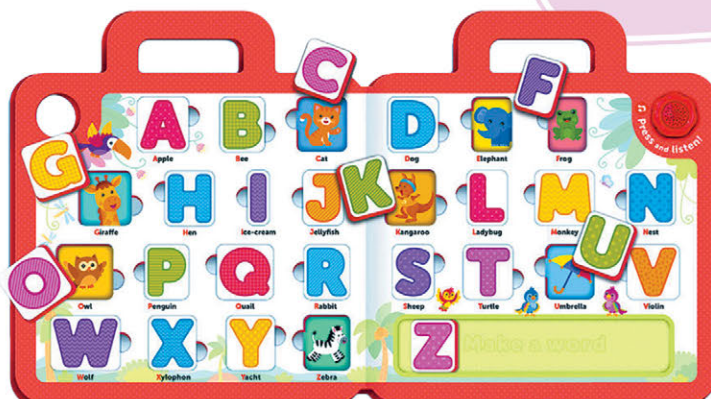 C F
A B D
Press and listen!
Apple Bee Cat Dog Elephant Frog
G H I J K L M N
Giraffe Hen Ice-cream Jellyfish Kangaroo Ladybug Monkey Nest
O P Q R S T U V
Owl Penguin Quail Rabbit Sheep Turtle Umbrella Violin
W X Y Z Make a word
Wolf Xylophon Yacht Zebra